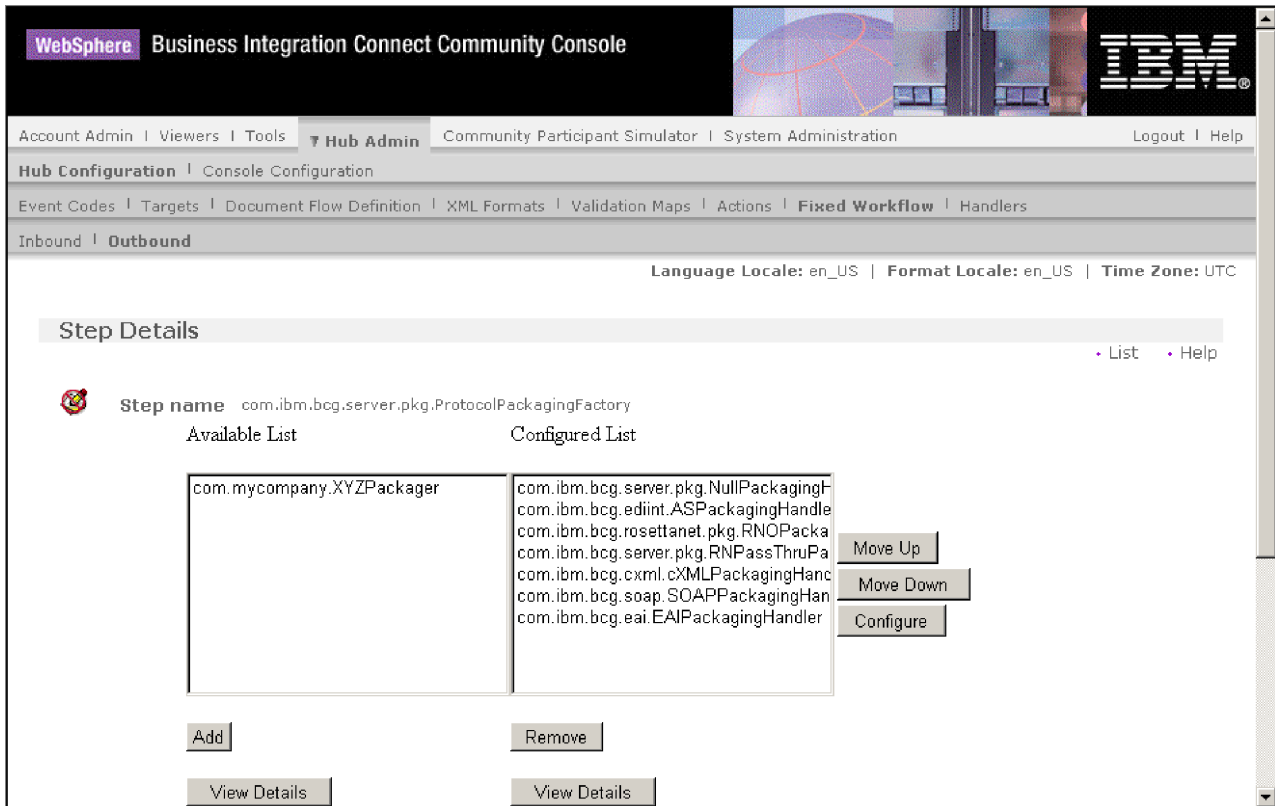 WebSphere Business Integration Connect Community Console
IBM®
Account Admin | Viewers | Tools Hub Admin Community Participant Simulator | System Administration Logout | Help
Hub Configuration | Console Configuration
Event Codes | Targets | Document Flow Definition | XML Formats | Validation Maps | Actions | Fixed Workflow | Handlers
Inbound | Outbound
Language Locale: en_US | Format Locale: en_US | Time Zone: UTC
Step Details
• List • Help
Step name com.ibm.bcg.server.pkg.ProtocolPackagingFactory
Available List
Configured List
com.mycompany.XYZPackager
com.ibm.bcg.server.pkg.NullPackagingH
com.ibm.bcg.ediint.ASPackagingHandle
com.ibm.bcg.rosettanet.pkg.RNOPacka
com.ibm.bcg.server.pkg.RNPassThruPa
com.ibm.bcg.cxml.cXMLPackagingHanc
com.ibm.bcg.soap.SOAPPackagingHan
com.ibm.bcg.eai.EAIPackagingHandler
Move Up
Move Down
Configure
Add
Remove
View Details
View Details